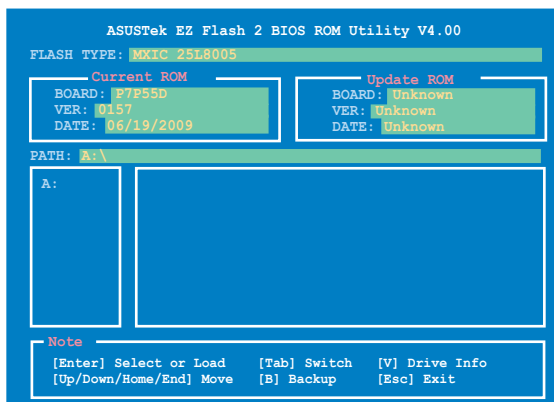 ASUSTek EZ Flash 2 BIOS ROM Utility V4.00
FLASH TYPE: MXIC 25L8005
Current ROM
BOARD: P7P55D
VER: 0157
DATE: 06/19/2009
Update ROM
BOARD: Unknown
VER: Unknown
DATE: Unknown
PATH: A:\
A:
Note
[Enter] Select or Load [Tab] Switch [V] Drive Info
[Up/Down/Home/End] Move [B] Backup [Esc] Exit